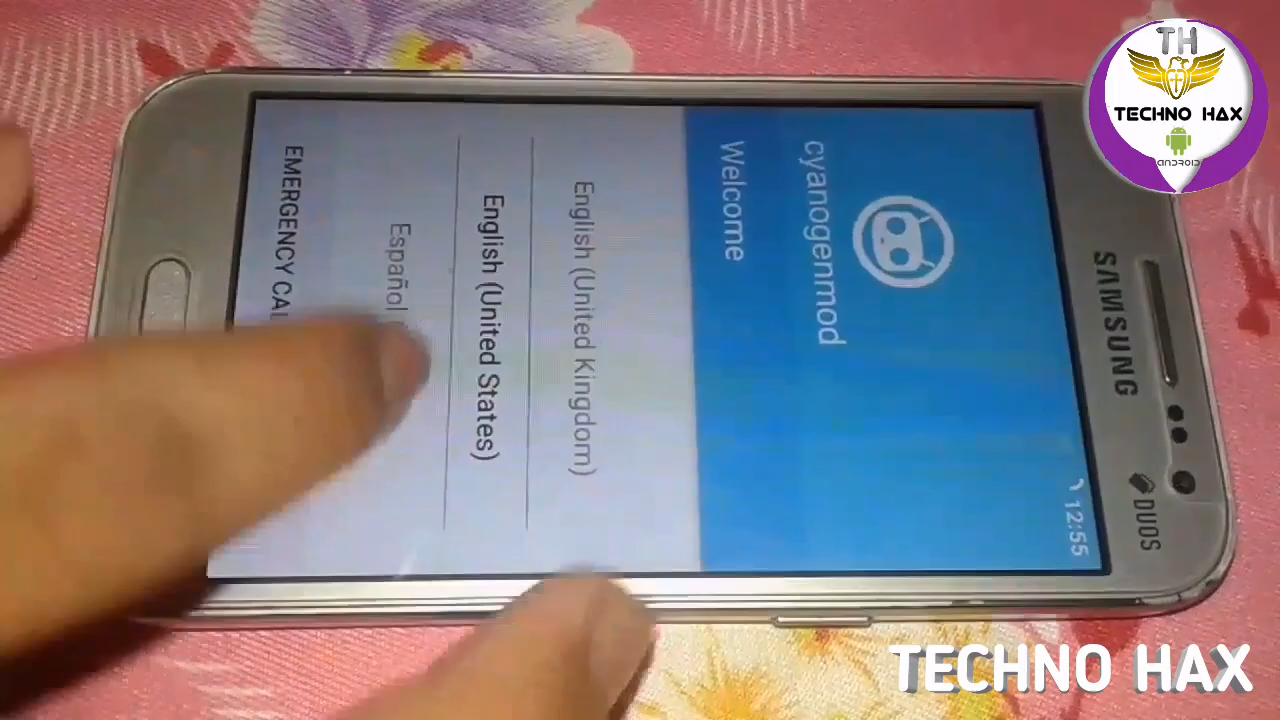 TH
TECHNO HAX
ANDROID
SAMSUNG
DUOS
12:55
cyanogenmod
Welcome
English (United Kingdom)
English (United States)
Español
EMERGENCY CAL
TECHNO HAX